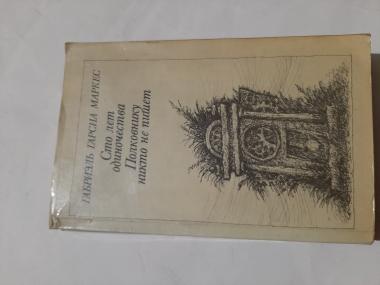 ГАБРИЭЛЬ ГАРСИА МАРКЕС
Сто лет
одиночества
Полковнику
никто не пишет